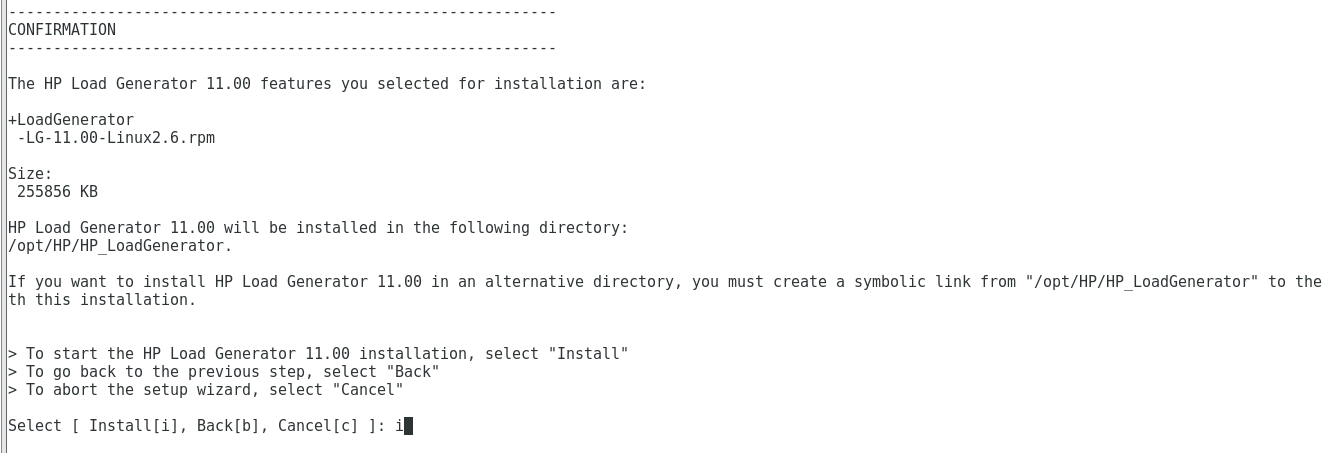 -------------------------------------------------------------
CONFIRMATION
-------------------------------------------------------------
The HP Load Generator 11.00 features you selected for installation are:
+LoadGenerator
 -LG-11.00-Linux2.6.rpm
Size:
 255856 KB
HP Load Generator 11.00 will be installed in the following directory:
/opt/HP/HP_LoadGenerator.
If you want to install HP Load Generator 11.00 in an alternative directory, you must create a symbolic link from "/opt/HP/HP_LoadGenerator" to the
th this installation.
> To start the HP Load Generator 11.00 installation, select "Install"
> To go back to the previous step, select "Back"
> To abort the setup wizard, select "Cancel"
Select [ Install[i], Back[b], Cancel[c] ]: i